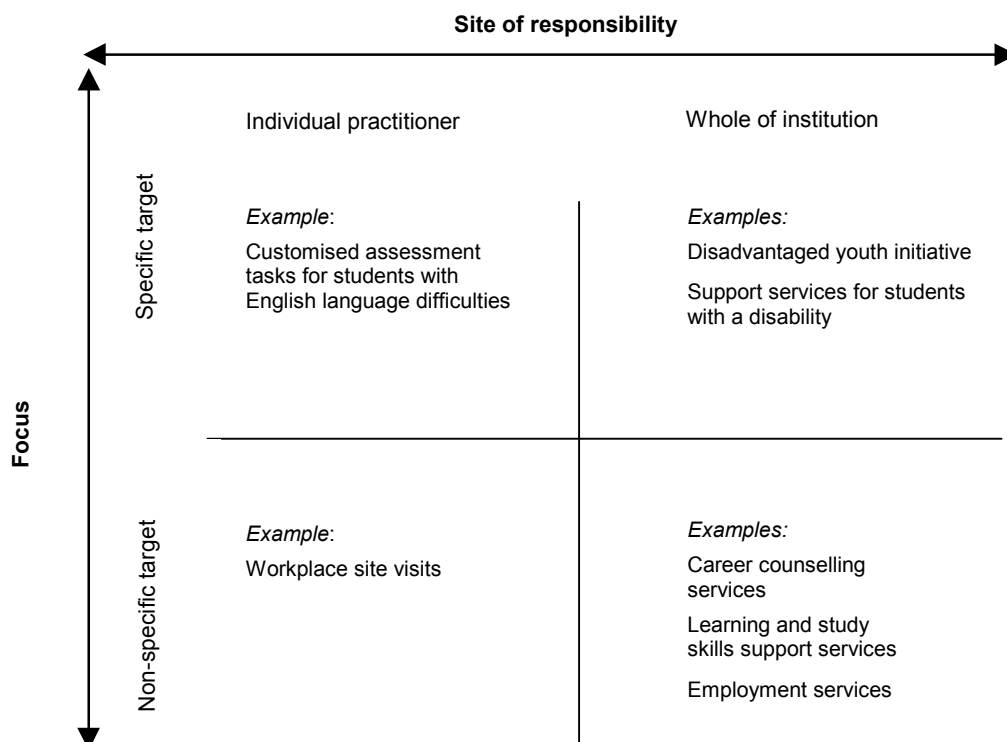 Site of responsibility
Individual practitioner
Whole of institution
Focus
Specific target
Example:
Customised assessment
tasks for students with
English language difficulties
Examples:
Disadvantaged youth initiative
Support services for students
with a disability
Non-specific target
Example:
Workplace site visits
Examples:
Career counselling
services
Learning and study
skills support services
Employment services